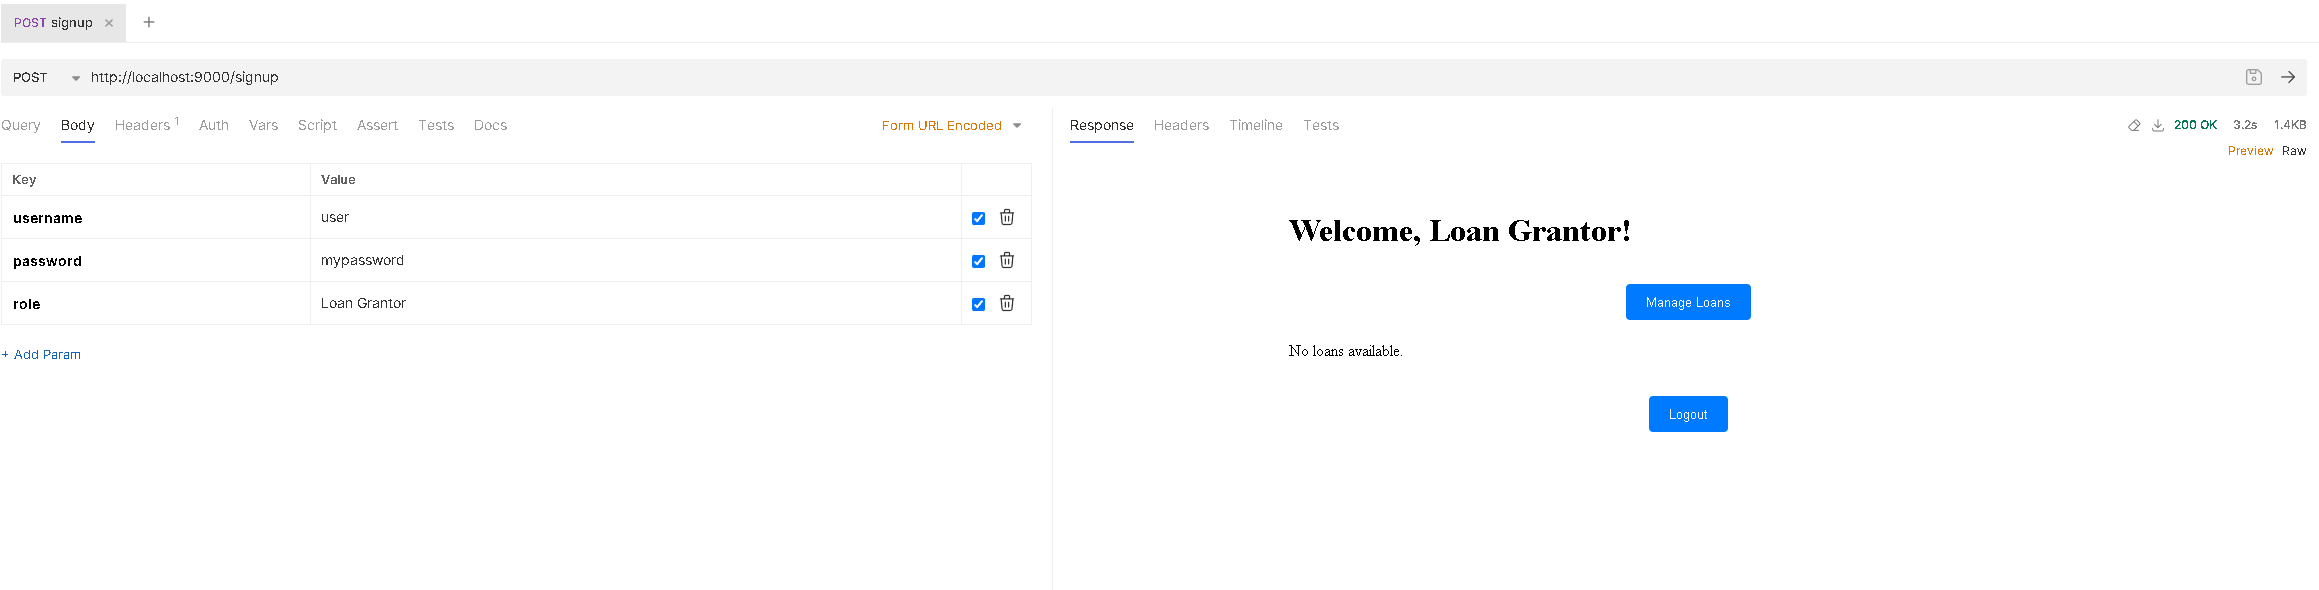 POST signup ×
POST http://localhost:9000/signup
Query Body Headers 1 Auth Vars Script Assert Tests Docs Form URL Encoded
Key Value
username user
password mypassword
role Loan Grantor
+ Add Param
Response Headers Timeline Tests 200 OK 3.2s 1.4KB
Preview Raw
Welcome, Loan Grantor!
Manage Loans
No loans available.
Logout